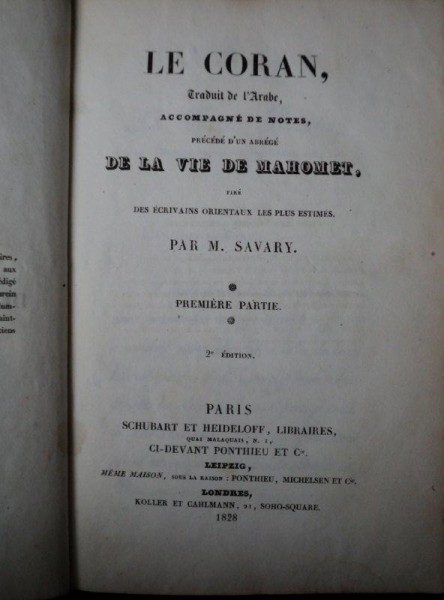 LE CORAN,
Traduit de l'Arabe,
ACCOMPAGNÉ DE NOTES,
PRÉCÉDÉ D'UN ABRÉGÉ
DE LA VIE DE MAHOMET,
TIRÉ
DES ÉCRIVAINS ORIENTAUX LES PLUS ESTIMÉS.
PAR M. SAVARY.
PREMIÈRE PARTIE.
2e ÉDITION.
PARIS
SCHUBART ET HEIDELOFF, LIBRAIRES,
QUAI MALAQUAIS, N. 1,
CI-DEVANT PONTHIEU ET Cie.
LEIPZIG,
MÊME MAISON, SOUS LA RAISON: PONTHIEU, MICHELSEN ET Cie.
LONDRES,
KOLLER ET CAHLMANN, 21, SOHO-SQUARE.
1828
aux